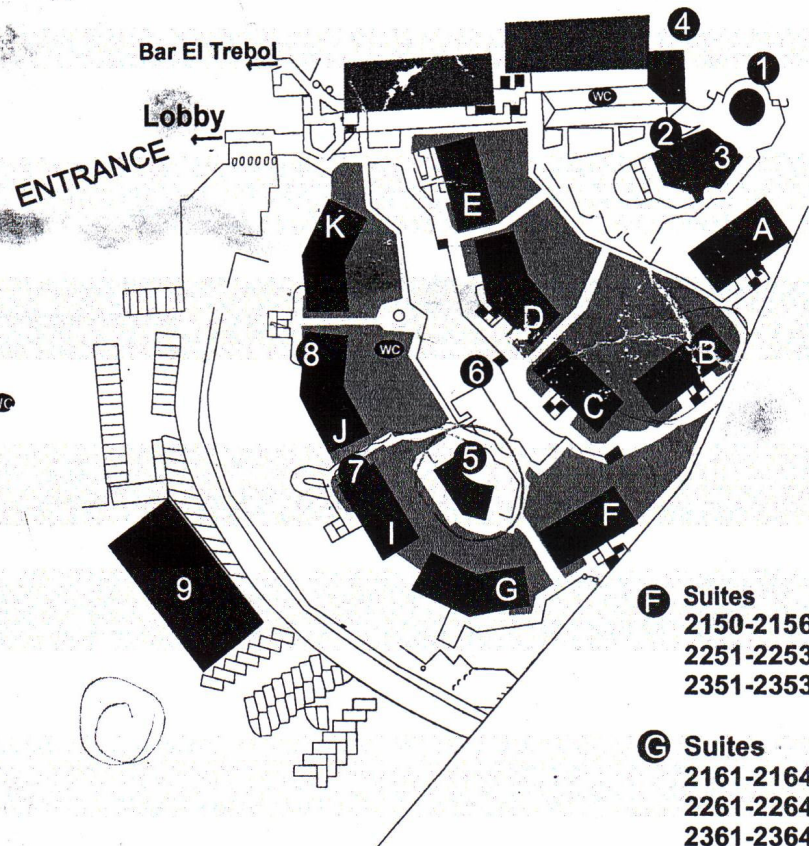 4
Bar El Trebol
1
WC
Lobby
2
3
ENTRANCE
E
K
A
D
8
WC
6
B
C
WC
J
5
7
F
I
9
G
F Suites
2150-2156
2251-2253
2351-2353
G Suites
2161-2164
2261-2264
2361-2364